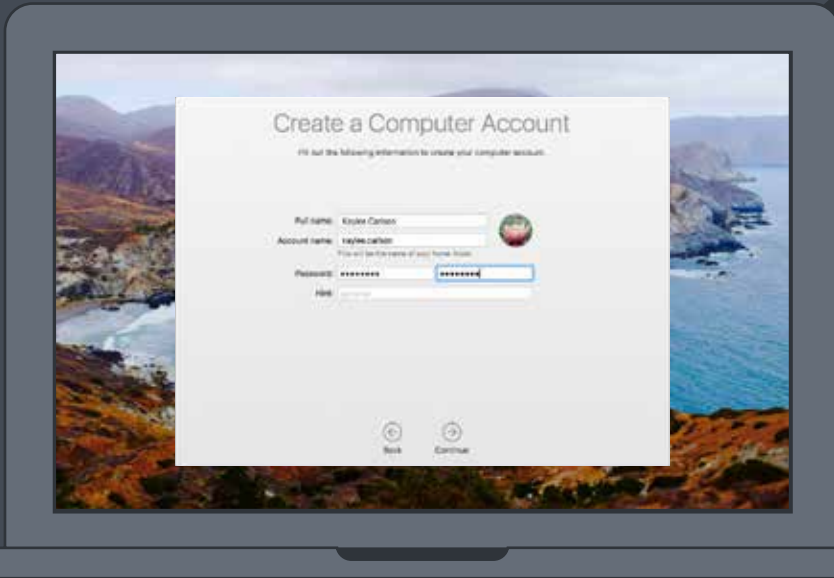 Create a Computer Account
Fill out the following information to create your computer account.
Full name: Kaylee Carlson
Account name: kaylee.carlson
This will be the name of your home folder.
Password: •••••••• ••••••••
Hint:
Back Continue